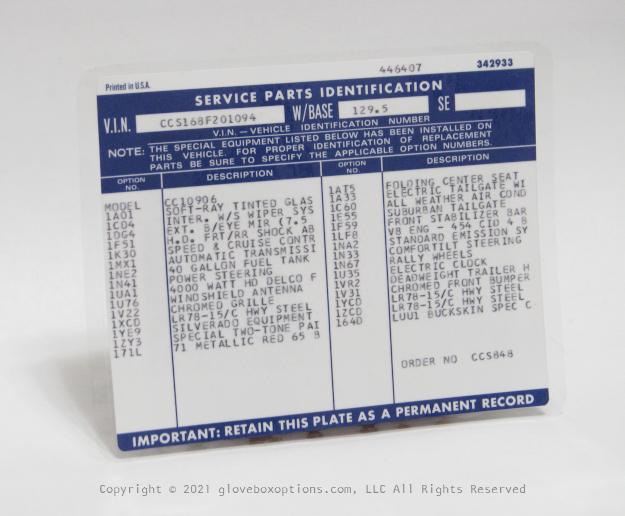 446407 342933
Printed in U.S.A.
SERVICE PARTS IDENTIFICATION
V.I.N. CCS168F201094 W/BASE 129.5 SE
V.I.N. – VEHICLE IDENTIFICATION NUMBER
NOTE: THE SPECIAL EQUIPMENT LISTED BELOW HAS BEEN INSTALLED ON
THIS VEHICLE. FOR PROPER IDENTIFICATION OF REPLACEMENT
PARTS BE SURE TO SPECIFY THE APPLICABLE OPTION NUMBERS.
OPTION NO. DESCRIPTION OPTION NO. DESCRIPTION
MODEL CC10906
1A01 SOFT-RAY TINTED GLAS
1C04 INTER. W/S WIPER SYS
1DG4 EXT. B/EYE MIR (7.5
1F51 H.D. FRT/RR SHOCK AB
1K30 SPEED & CRUISE CONTR
1MX1 AUTOMATIC TRANSMISSI
1NE2 40 GALLON FUEL TANK
1N41 POWER STEERING
1UA1 4000 WATT HD DELCO F
1U76 WINDSHIELD ANTENNA
1V22 CHROMED GRILLE
1XCD LR78-15/C HWY STEEL
1YE9 SILVERADO EQUIPMENT
1ZY3 SPECIAL TWO-TONE PAI
171L 71 METALLIC RED 65 B
1AT5 FOLDING CENTER SEAT
1A33 ELECTRIC TAILGATE WI
1C60 ALL WEATHER AIR COND
1E55 SUBURBAN TAILGATE
1F59 FRONT STABILIZER BAR
1LF8 V8 ENG - 454 CID 4 B
1NA2 STANDARD EMISSION SY
1N33 COMFORTILT STEERING
1N67 RALLY WHEELS
1U35 ELECTRIC CLOCK
1VR2 DEADWEIGHT TRAILER H
1V31 CHROMED FRONT BUMPER
1YCD LR78-15/C HWY STEEL
1ZCD LR78-15/C HWY STEEL
164D LUU1 BUCKSKIN SPEC C
ORDER NO CCS848
IMPORTANT: RETAIN THIS PLATE AS A PERMANENT RECORD
Copyright © 2021 gloveboxoptions.com, LLC All Rights Reserved